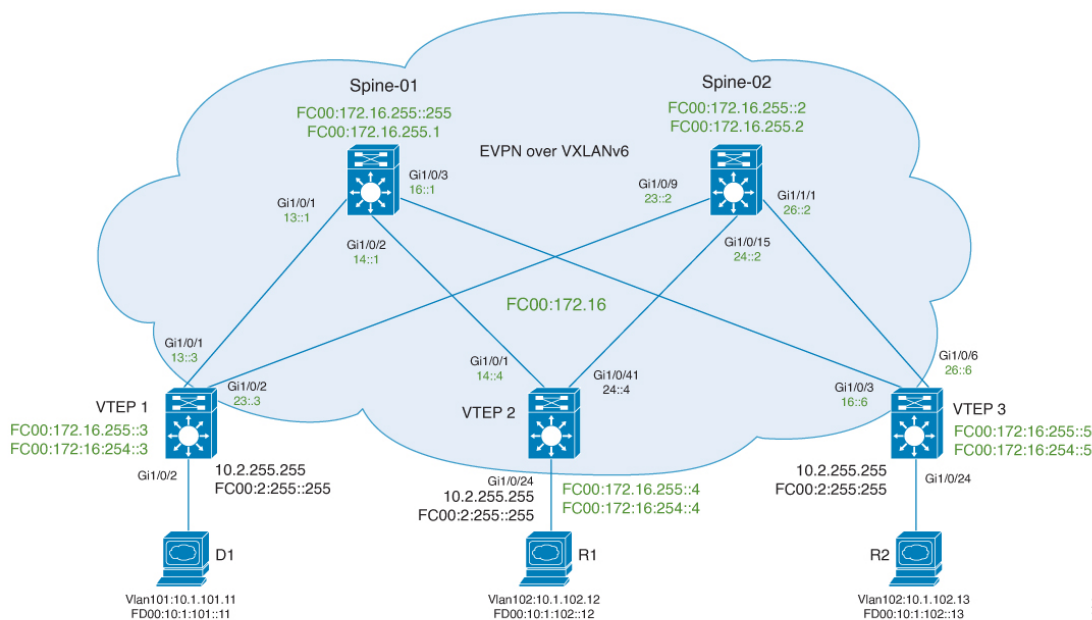 Spine-01
FC00:172.16.255::255
FC00:172.16.255.1
Spine-02
FC00:172.16.255::2
FC00:172.16.255.2
EVPN over VXLANv6
Gi1/0/3
16::1
Gi1/0/1
13::1
Gi1/0/2
14::1
Gi1/0/9
23::2
Gi1/1/1
26::2
Gi1/0/15
24::2
FC00:172.16
Gi1/0/1
13::3
Gi1/0/2
23::3
Gi1/0/1
14::4
Gi1/0/41
24::4
Gi1/0/6
26::6
Gi1/0/3
16::6
VTEP 1
FC00:172.16.255::3
FC00:172:16:254::3
Gi1/0/2
10.2.255.255
FC00:2:255::255
VTEP 2
Gi1/0/24
10.2.255.255
FC00:2:255::255
FC00:172.16.255::4
FC00:172:16:254::4
VTEP 3
FC00:172:16:255::5
FC00:172:16:254::5
10.2.255.255
FC00:2:255:255
Gi1/0/24
D1
Vlan101:10.1.101.11
FD00:10:1:101::11
R1
Vlan102:10.1.102.12
FD00:10:1:102::12
R2
Vlan102:10.1.102.13
FD00:10:1:102::13